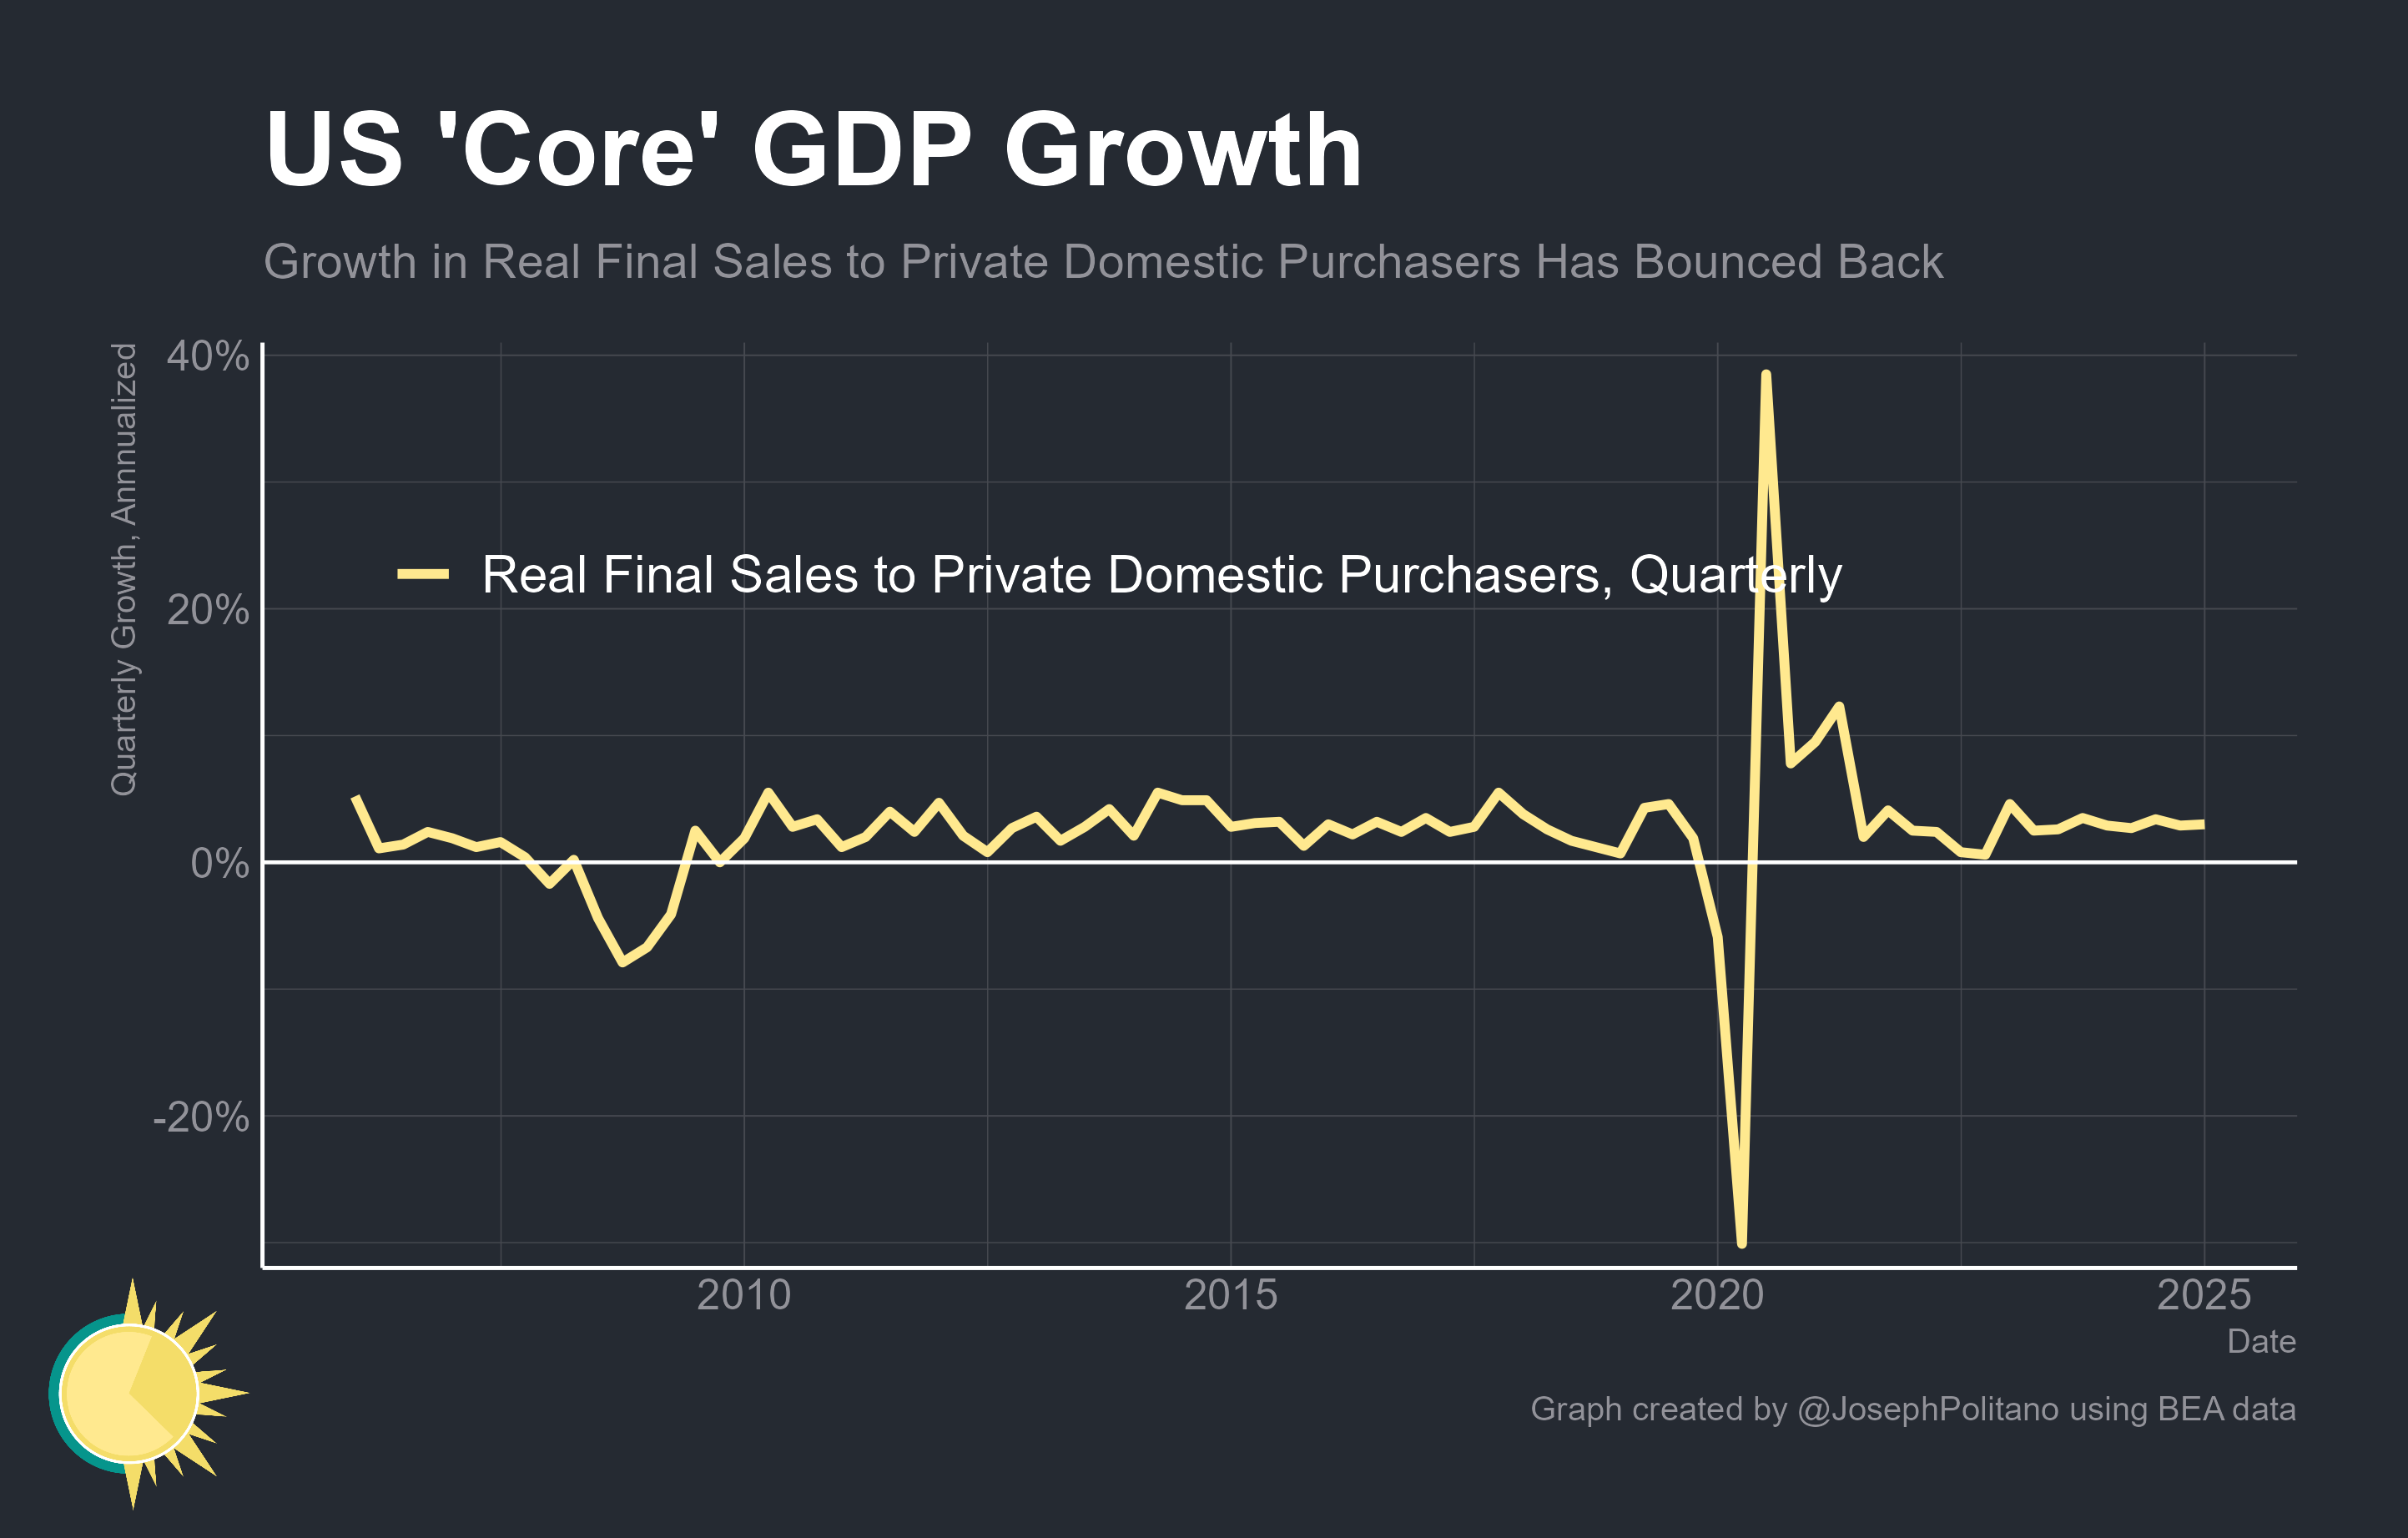 US 'Core' GDP Growth
Growth in Real Final Sales to Private Domestic Purchasers Has Bounced Back
Quarterly Growth, Annnualized
40%
20%
0%
-20%
Real Final Sales to Private Domestic Purchasers, Quarterly
2010
2015
2020
2025
Date
Graph created by @JosephPolitano using BEA data